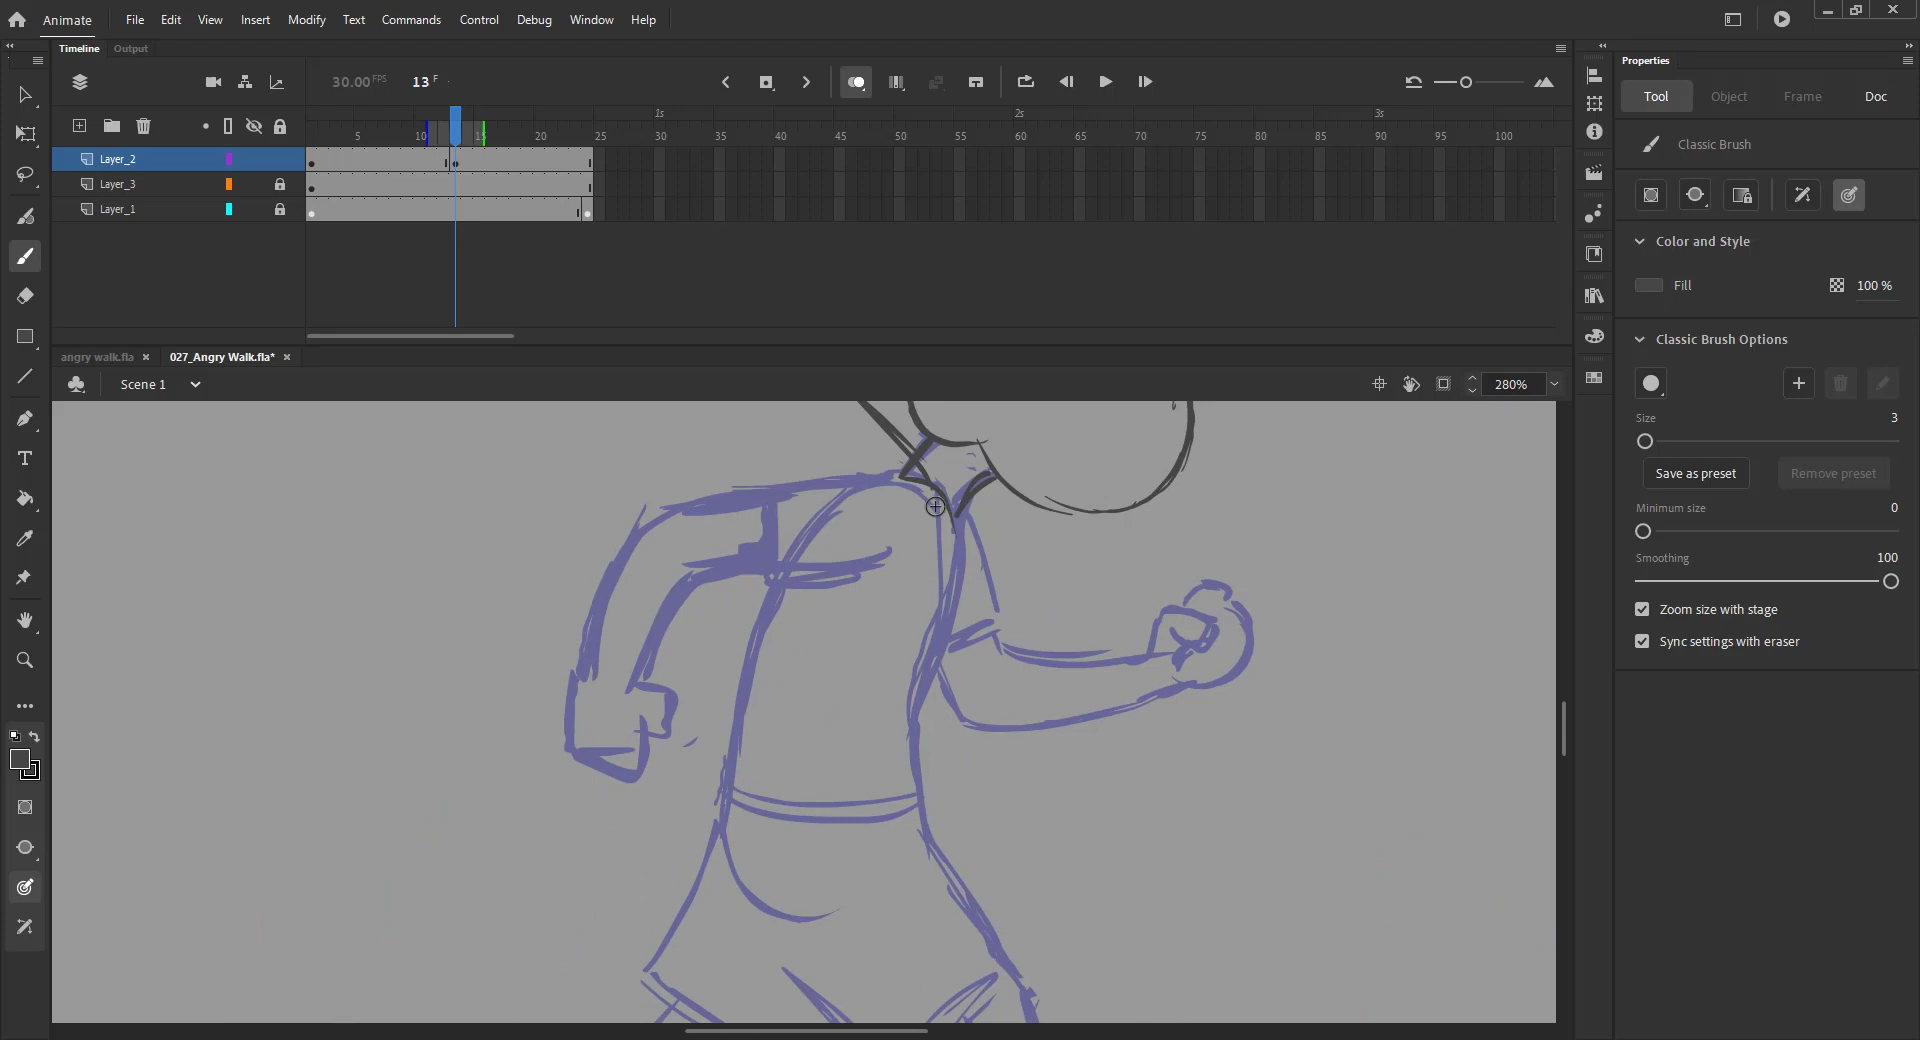 Animate File Edit View Insert Modify Text Commands Control Debug Window Help
Timeline Output
30.00 FPS 13 F
1s 2s 3s
5 10 15 20 25 30 35 40 45 50 55 60 65 70 75 80 85 90 95 100
Layer_2
Layer_3
Layer_1
angry walk.fla 027_Angry Walk.fla*
Scene 1 280%
Properties
Tool Object Frame Doc
Classic Brush
Color and Style
Fill 100 %
Classic Brush Options
Size 3
Save as preset Remove preset
Minimum size 0
Smoothing 100
Zoom size with stage
Sync settings with eraser